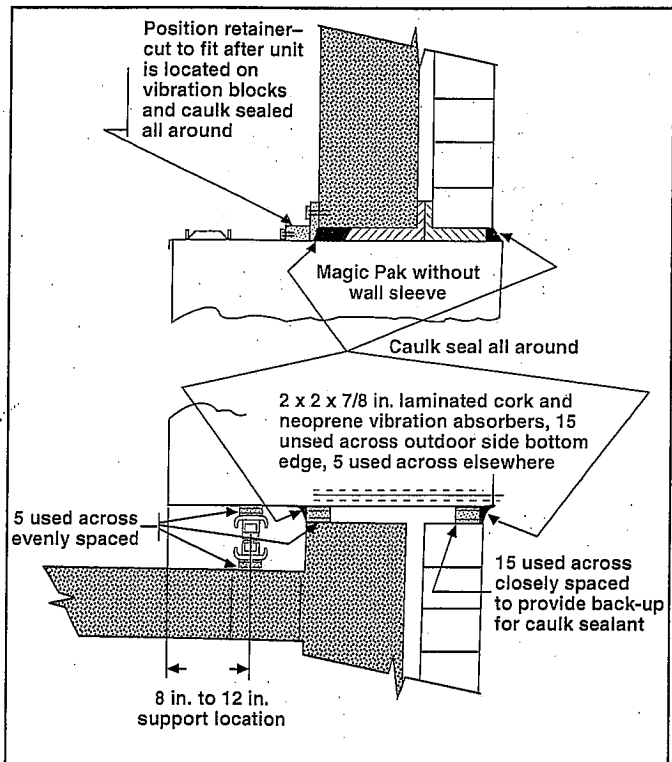 Position retainer–
cut to fit after unit
is located on
vibration blocks
and caulk sealed
all around
Magic Pak without
wall sleeve
Caulk seal all around
2 x 2 x 7/8 in. laminated cork and
neoprene vibration absorbers, 15
unsed across outdoor side bottom
edge, 5 used across elsewhere
5 used across
evenly spaced
15 used across
closely spaced
to provide back-up
for caulk sealant
8 in. to 12 in.
support location